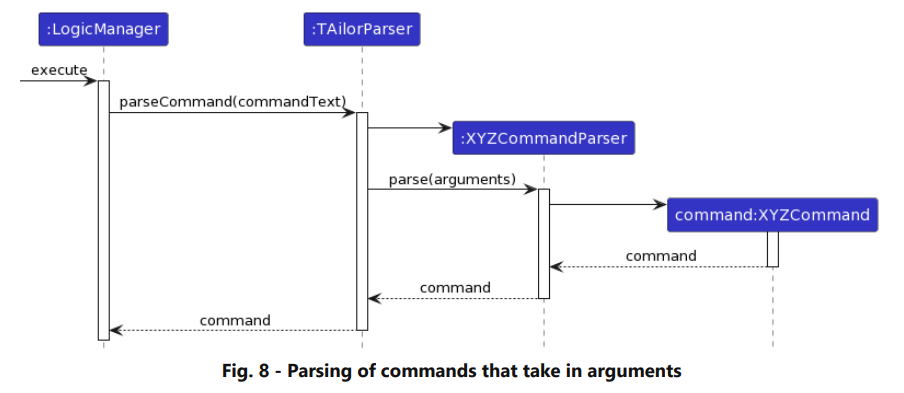 :LogicManager
:TAilorParser
execute
parseCommand(commandText)
:XYZCommandParser
parse(arguments)
command:XYZCommand
command
command
command
Fig. 8 - Parsing of commands that take in arguments